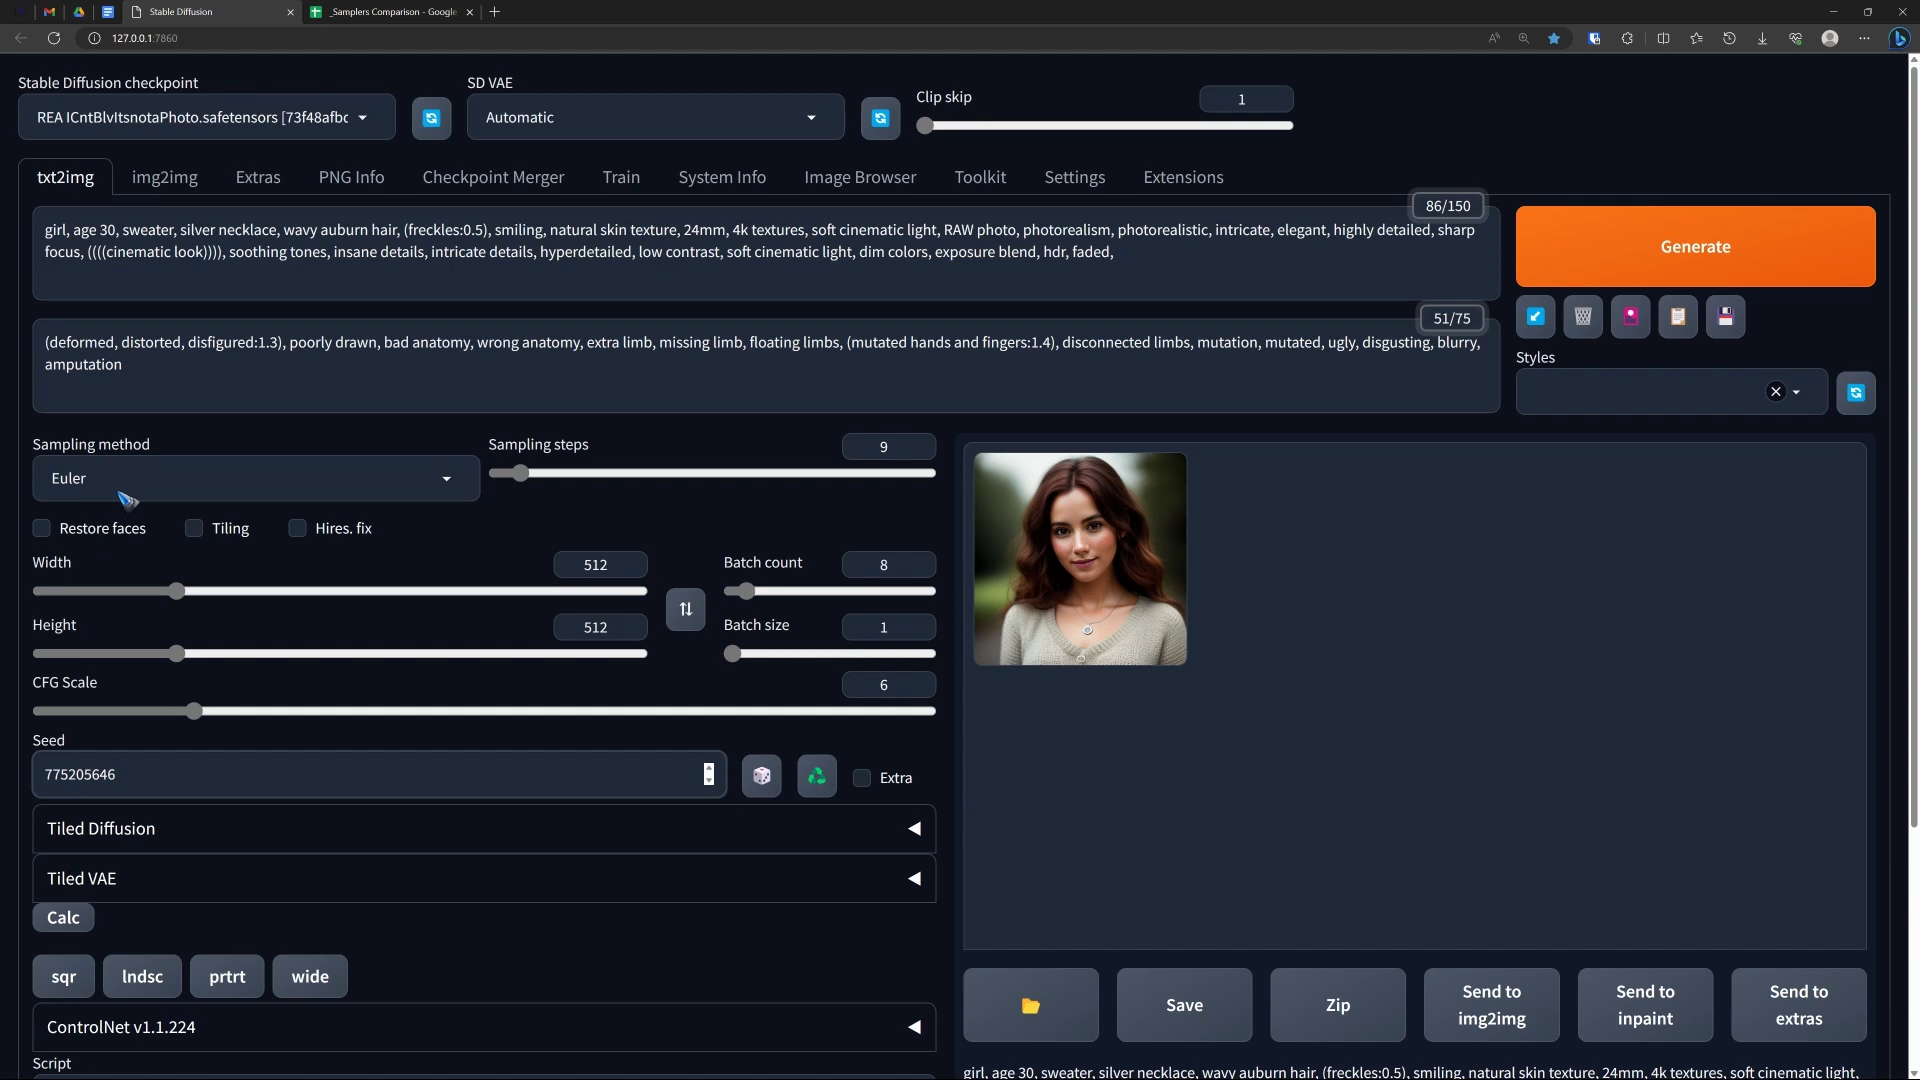 Stable Diffusion
_Samplers Comparison - Google
127.0.0.1:7860
Stable Diffusion checkpoint
SD VAE
Clip skip
1
REA ICntBlvItsnotaPhoto.safetensors [73f48afbc
Automatic
txt2img
img2img
Extras
PNG Info
Checkpoint Merger
Train
System Info
Image Browser
Toolkit
Settings
Extensions
86/150
girl, age 30, sweater, silver necklace, wavy auburn hair, (freckles:0.5), smiling, natural skin texture, 24mm, 4k textures, soft cinematic light, RAW photo, photorealism, photorealistic, intricate, elegant, highly detailed, sharp
focus, ((((cinematic look)))), soothing tones, insane details, intricate details, hyperdetailed, low contrast, soft cinematic light, dim colors, exposure blend, hdr, faded,
Generate
51/75
(deformed, distorted, disfigured:1.3), poorly drawn, bad anatomy, wrong anatomy, extra limb, missing limb, floating limbs, (mutated hands and fingers:1.4), disconnected limbs, mutation, mutated, ugly, disgusting, blurry,
amputation
Styles
Sampling method
Sampling steps
9
Euler
Restore faces
Tiling
Hires. fix
Width
512
Batch count
8
Height
512
Batch size
1
CFG Scale
6
Seed
775205646
Extra
Tiled Diffusion
Tiled VAE
Calc
sqr
lndsc
prtrt
wide
ControlNet v1.1.224
Script
Save
Zip
Send to
img2img
Send to
inpaint
Send to
extras
girl, age 30, sweater, silver necklace, wavy auburn hair, (freckles:0.5), smiling, natural skin texture, 24mm, 4k textures, soft cinematic light,